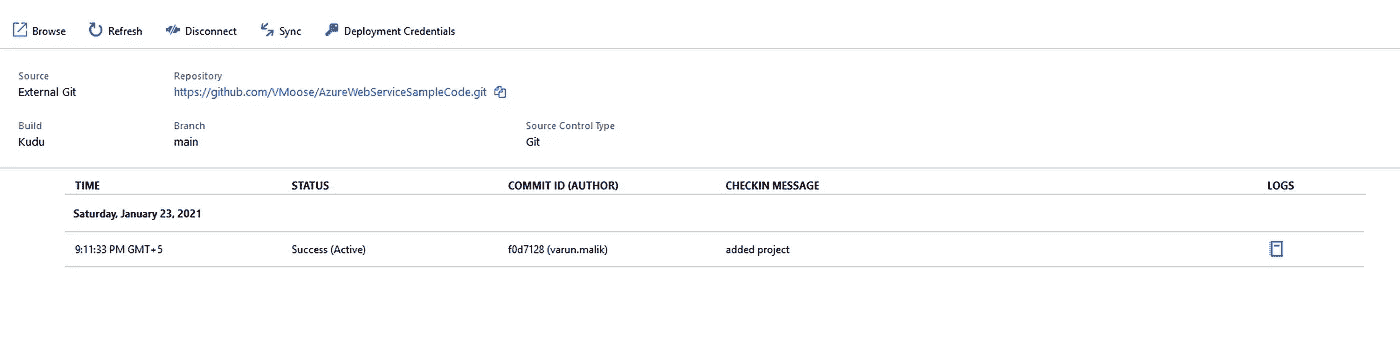 Browse Refresh Disconnect Sync Deployment Credentials
Source Repository
External Git https://github.com/VMoose/AzureWebServiceSampleCode.git
Build Branch Source Control Type
Kudu main Git
TIME STATUS COMMIT ID (AUTHOR) CHECKIN MESSAGE LOGS
Saturday, January 23, 2021
9:11:33 PM GMT+5 Success (Active) f0d7128 (varun.malik) added project